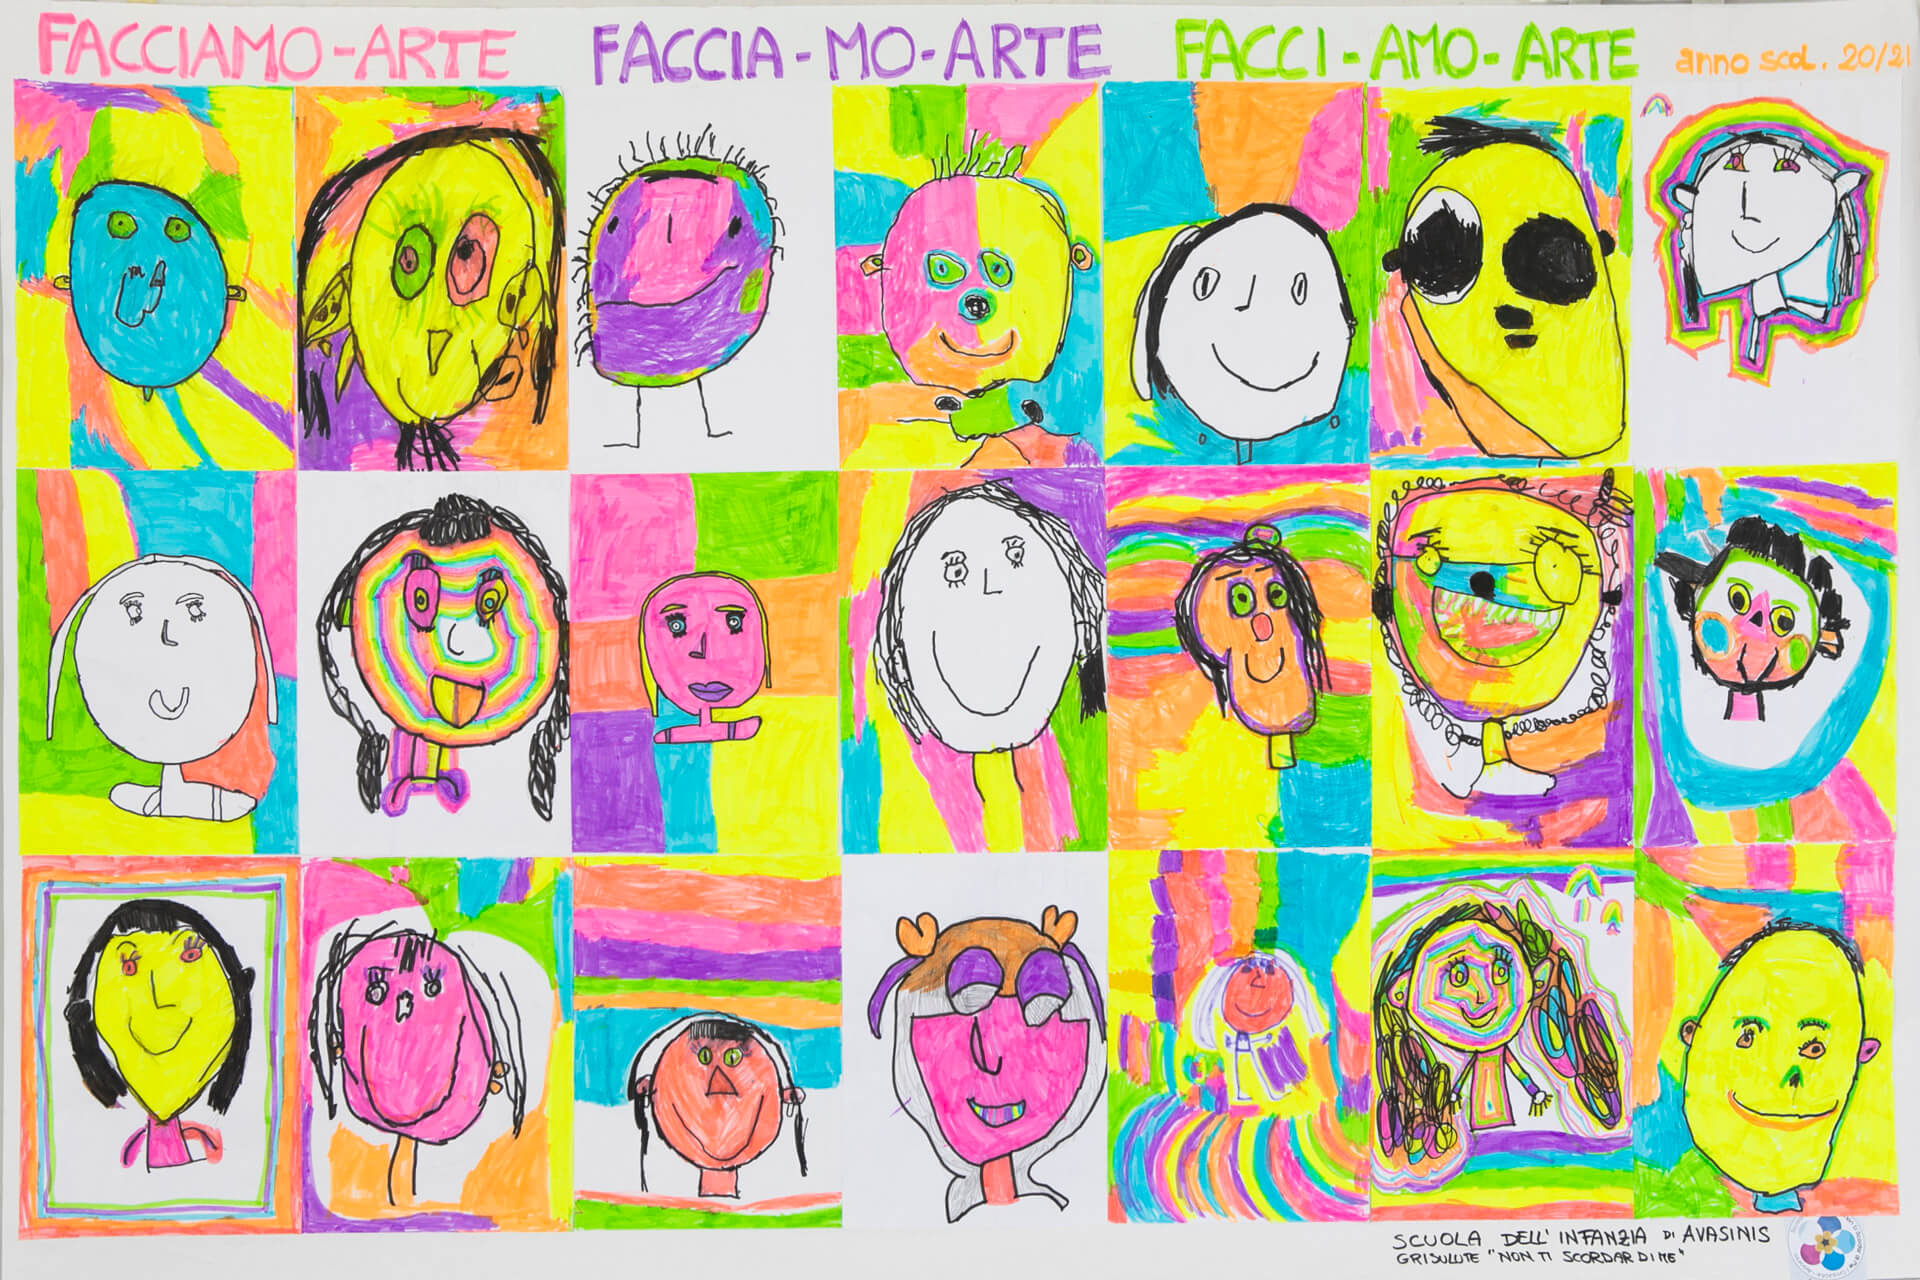 FACCIAMO-ARTE FACCIA-MO-ARTE FACCI-AMO-ARTE anno scol. 20/21
SCUOLA DELL'INFANZIA DI AVASINIS
GRISULUTE "NON TI SCORDAR DI ME"